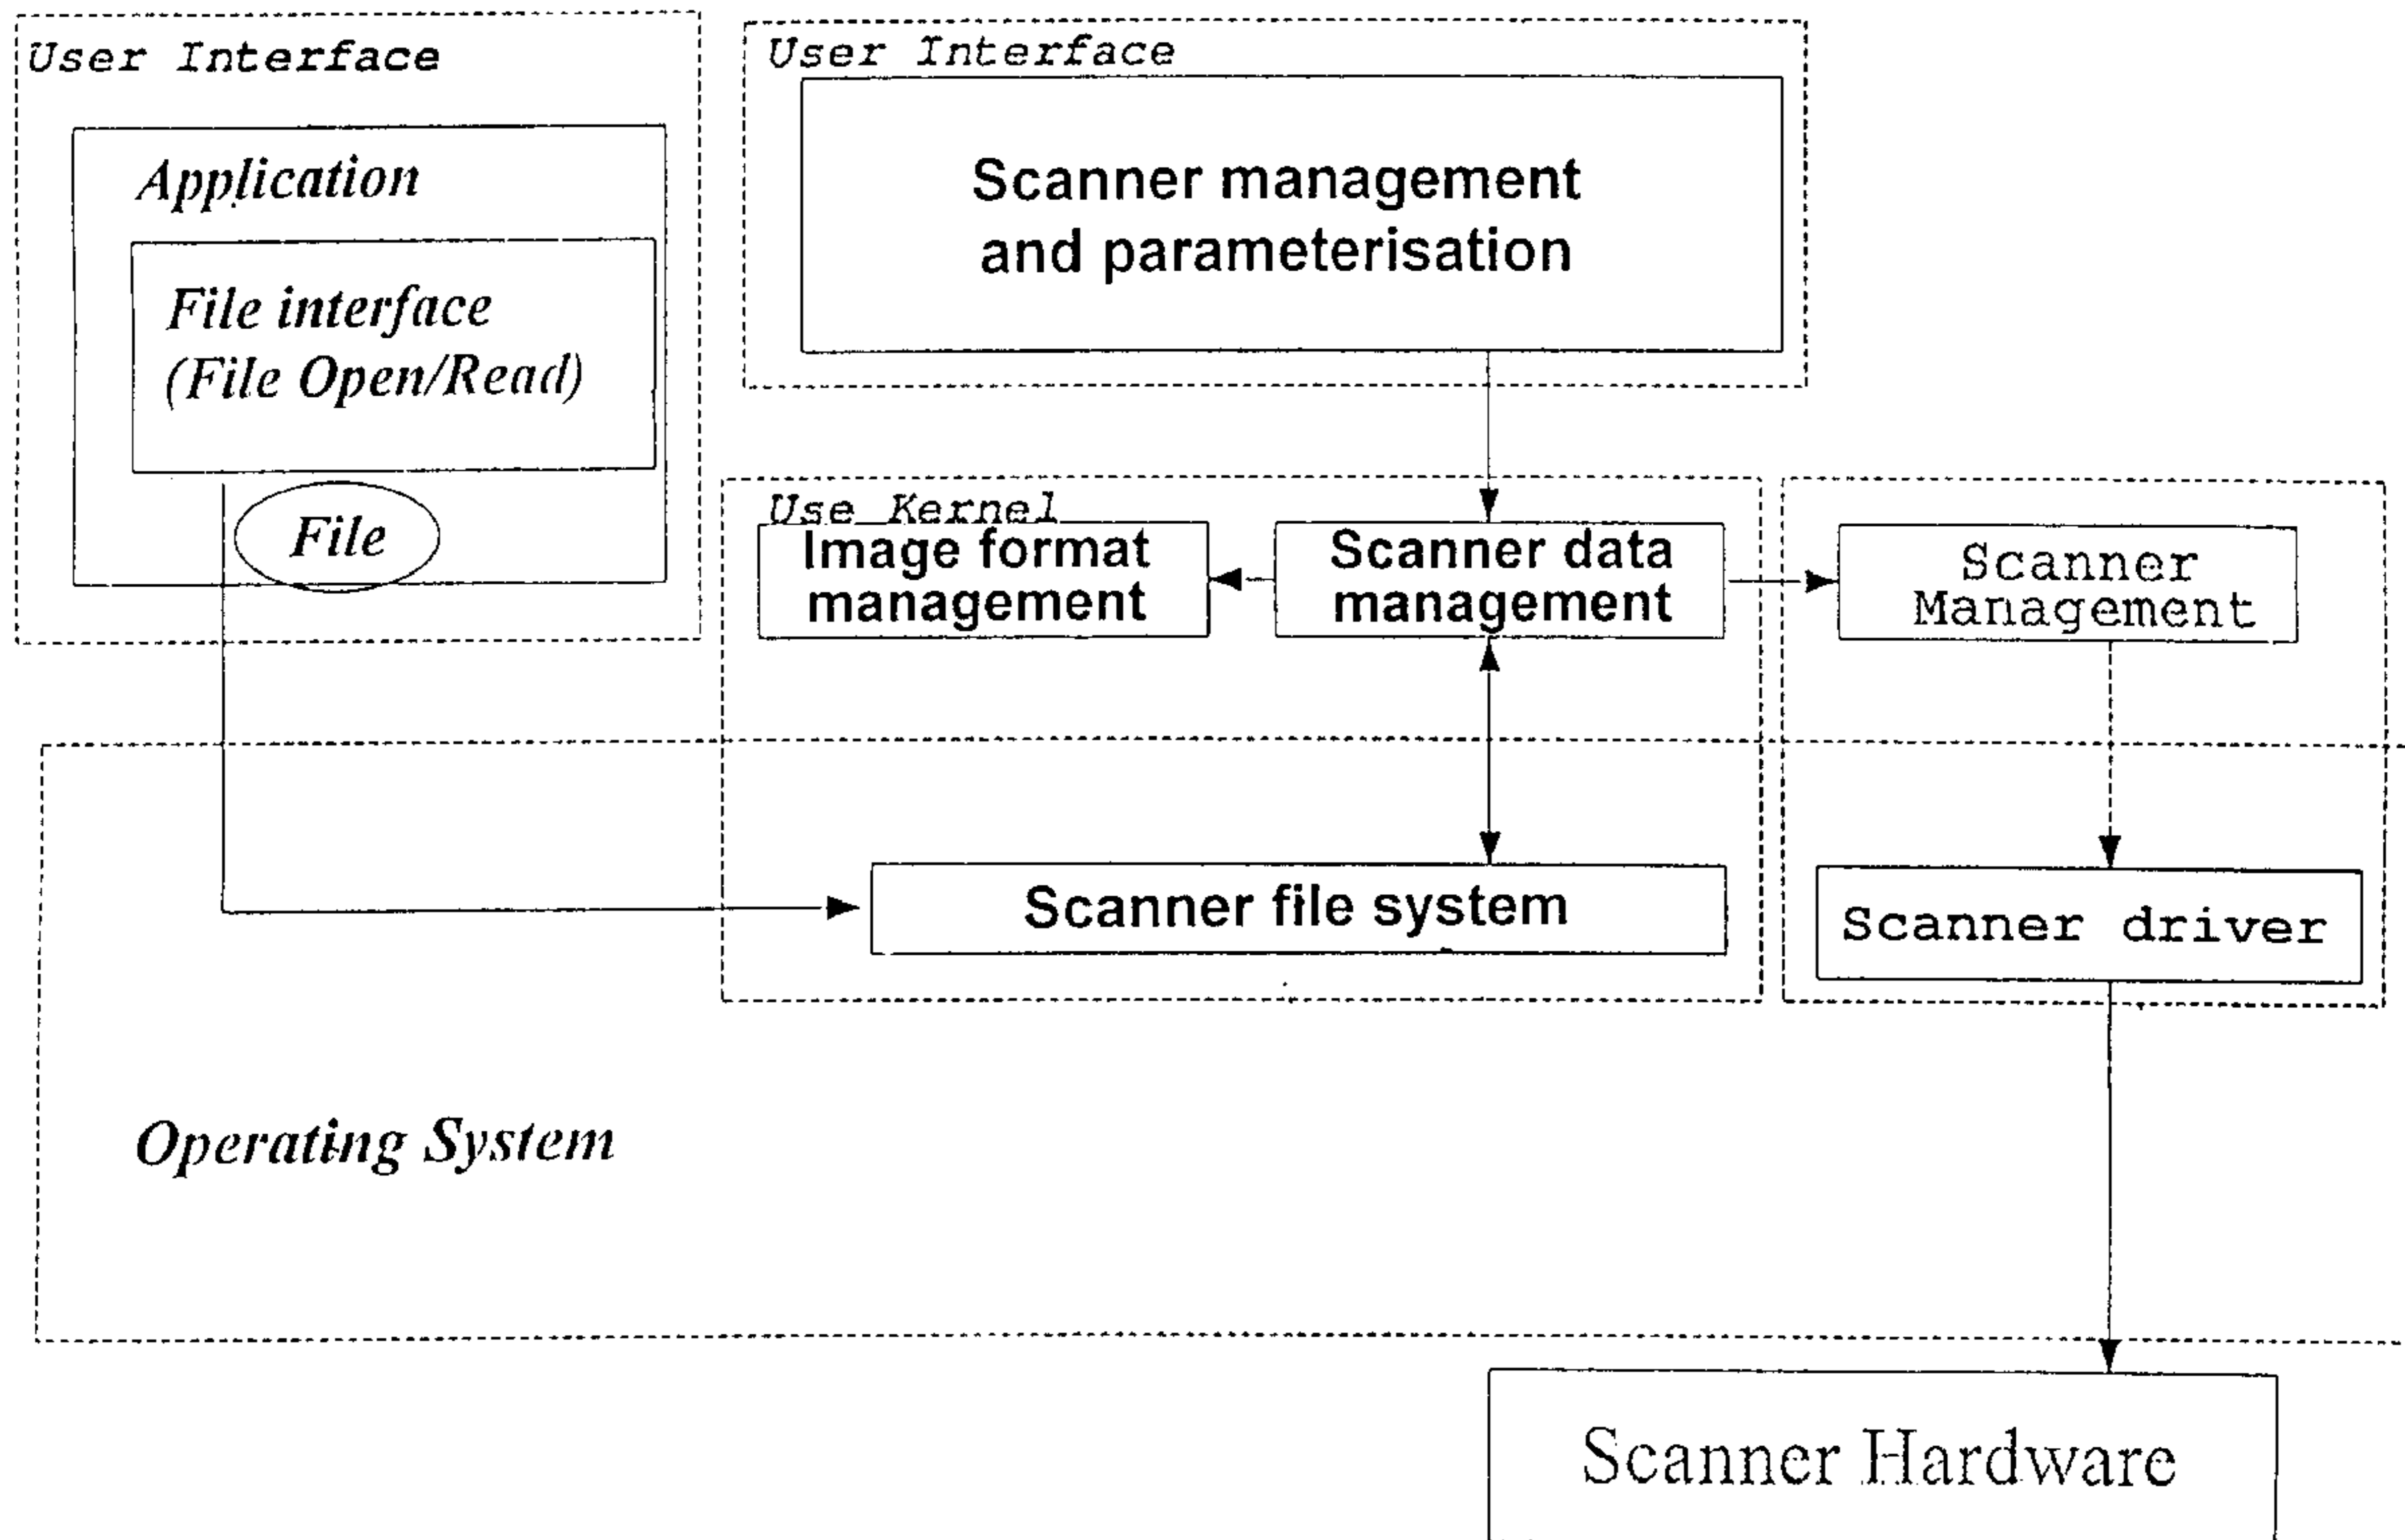 User Interface
Application
File interface
(File Open/Read)
File
User Interface
Scanner management
and parameterisation
Use Kernel
Image format
management
Scanner data
management
Scanner
Management
Scanner file system
Scanner driver
Operating System
Scanner Hardware